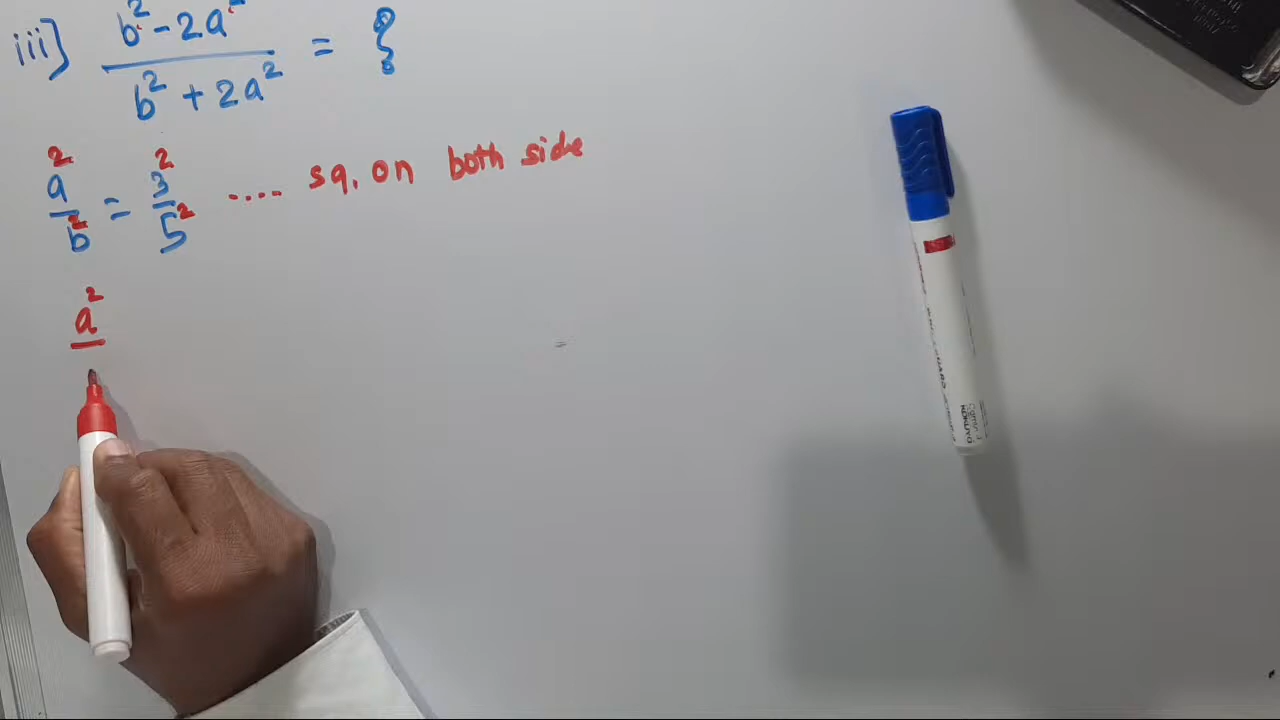 iii] b² - 2a² / b² + 2a² = {
a² / b² = 3² / 5² .... sq. on both side
a²